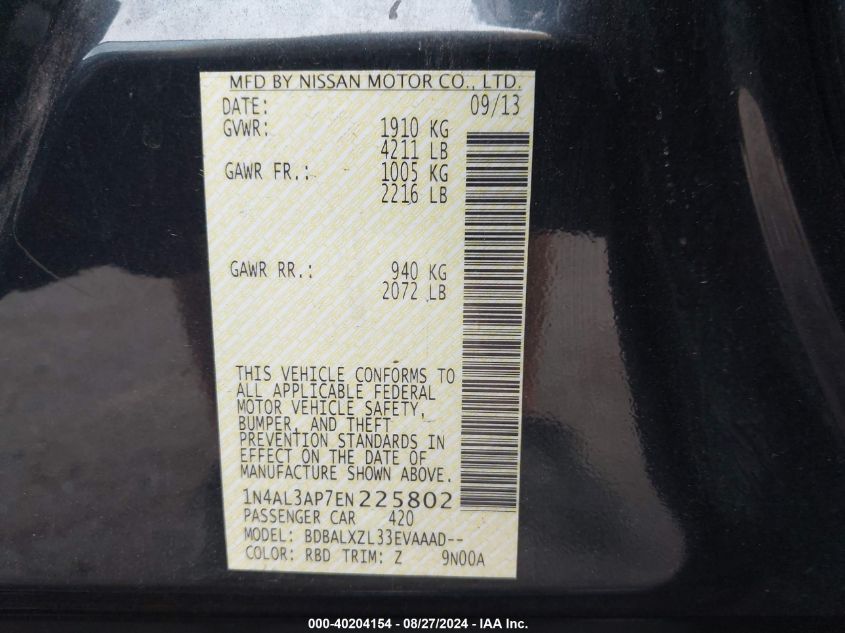 MFD BY NISSAN MOTOR CO., LTD.
DATE: 09/13
GVWR: 1910 KG
4211 LB
GAWR FR.: 1005 KG
2216 LB
GAWR RR.: 940 KG
2072 LB
THIS VEHICLE CONFORMS TO
ALL APPLICABLE FEDERAL
MOTOR VEHICLE SAFETY,
BUMPER, AND THEFT
PREVENTION STANDARDS IN
EFFECT ON THE DATE OF
MANUFACTURE SHOWN ABOVE.
1N4AL3AP7EN225802
PASSENGER CAR 420
MODEL: BDBALXZL33EVAAAD--
COLOR: RBD TRIM: Z 9N00A
000-40204154 - 08/27/2024 - IAA Inc.